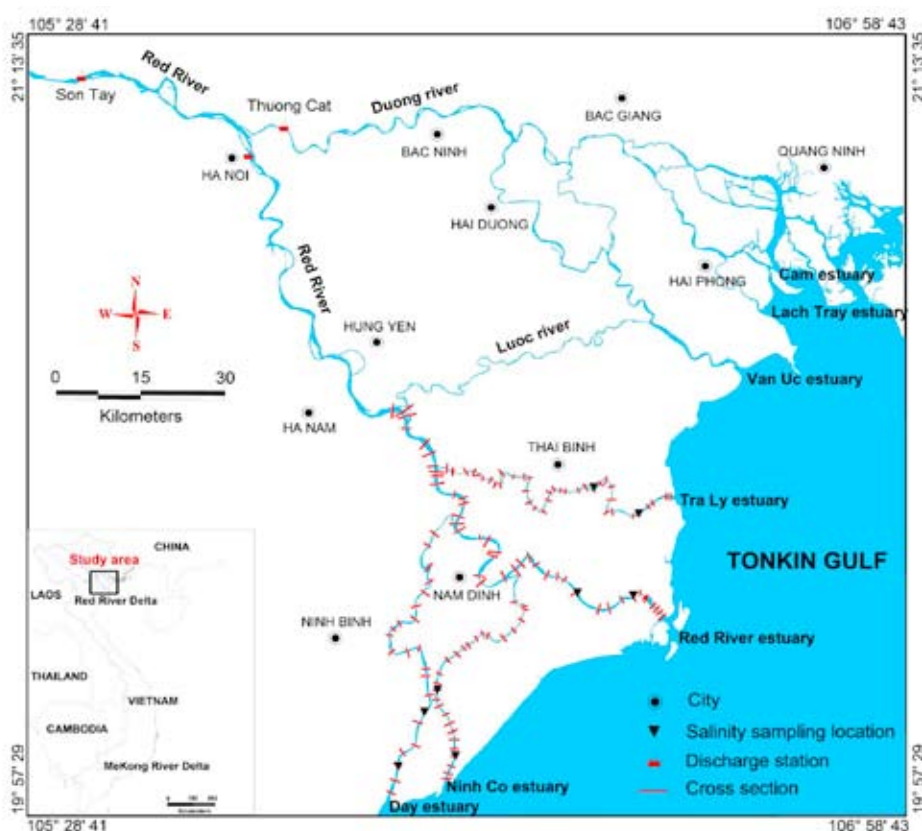 105° 28' 41
106° 58' 43
21° 13' 35
21° 13' 35
Red River
Son Tay
Thuong Cat
Duong river
BAC GIANG
BAC NINH
QUANG NINH
HA NOI
HAI DUONG
Red River
HAI PHONG
Cam estuary
Lach Tray estuary
N
W E
S
HUNG YEN
Luoc river
0 15 30
Kilometers
Van Uc estuary
HA NAM
THAI BINH
Tra Ly estuary
TONKIN GULF
CHINA
Study area
LAOS
Red River Delta
NAM DINH
NINH BINH
Red River estuary
THAILAND
VIETNAM
CAMBODIA
MeKong River Delta
City
Salinity sampling location
Discharge station
Cross section
Ninh Co estuary
Day estuary
19° 57' 29
19° 57' 29
105° 28' 41
106° 58' 43